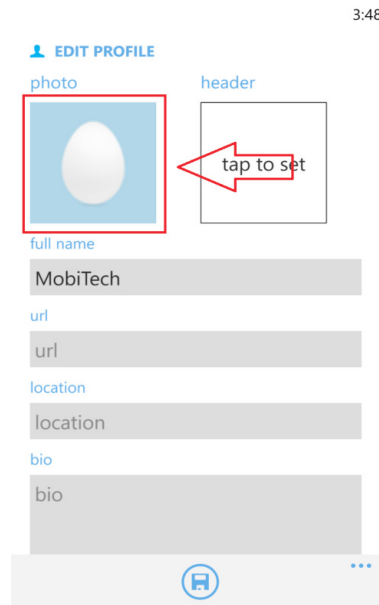 3:48
EDIT PROFILE
photo header
tap to set
full name
MobiTech
url
url
location
location
bio
bio